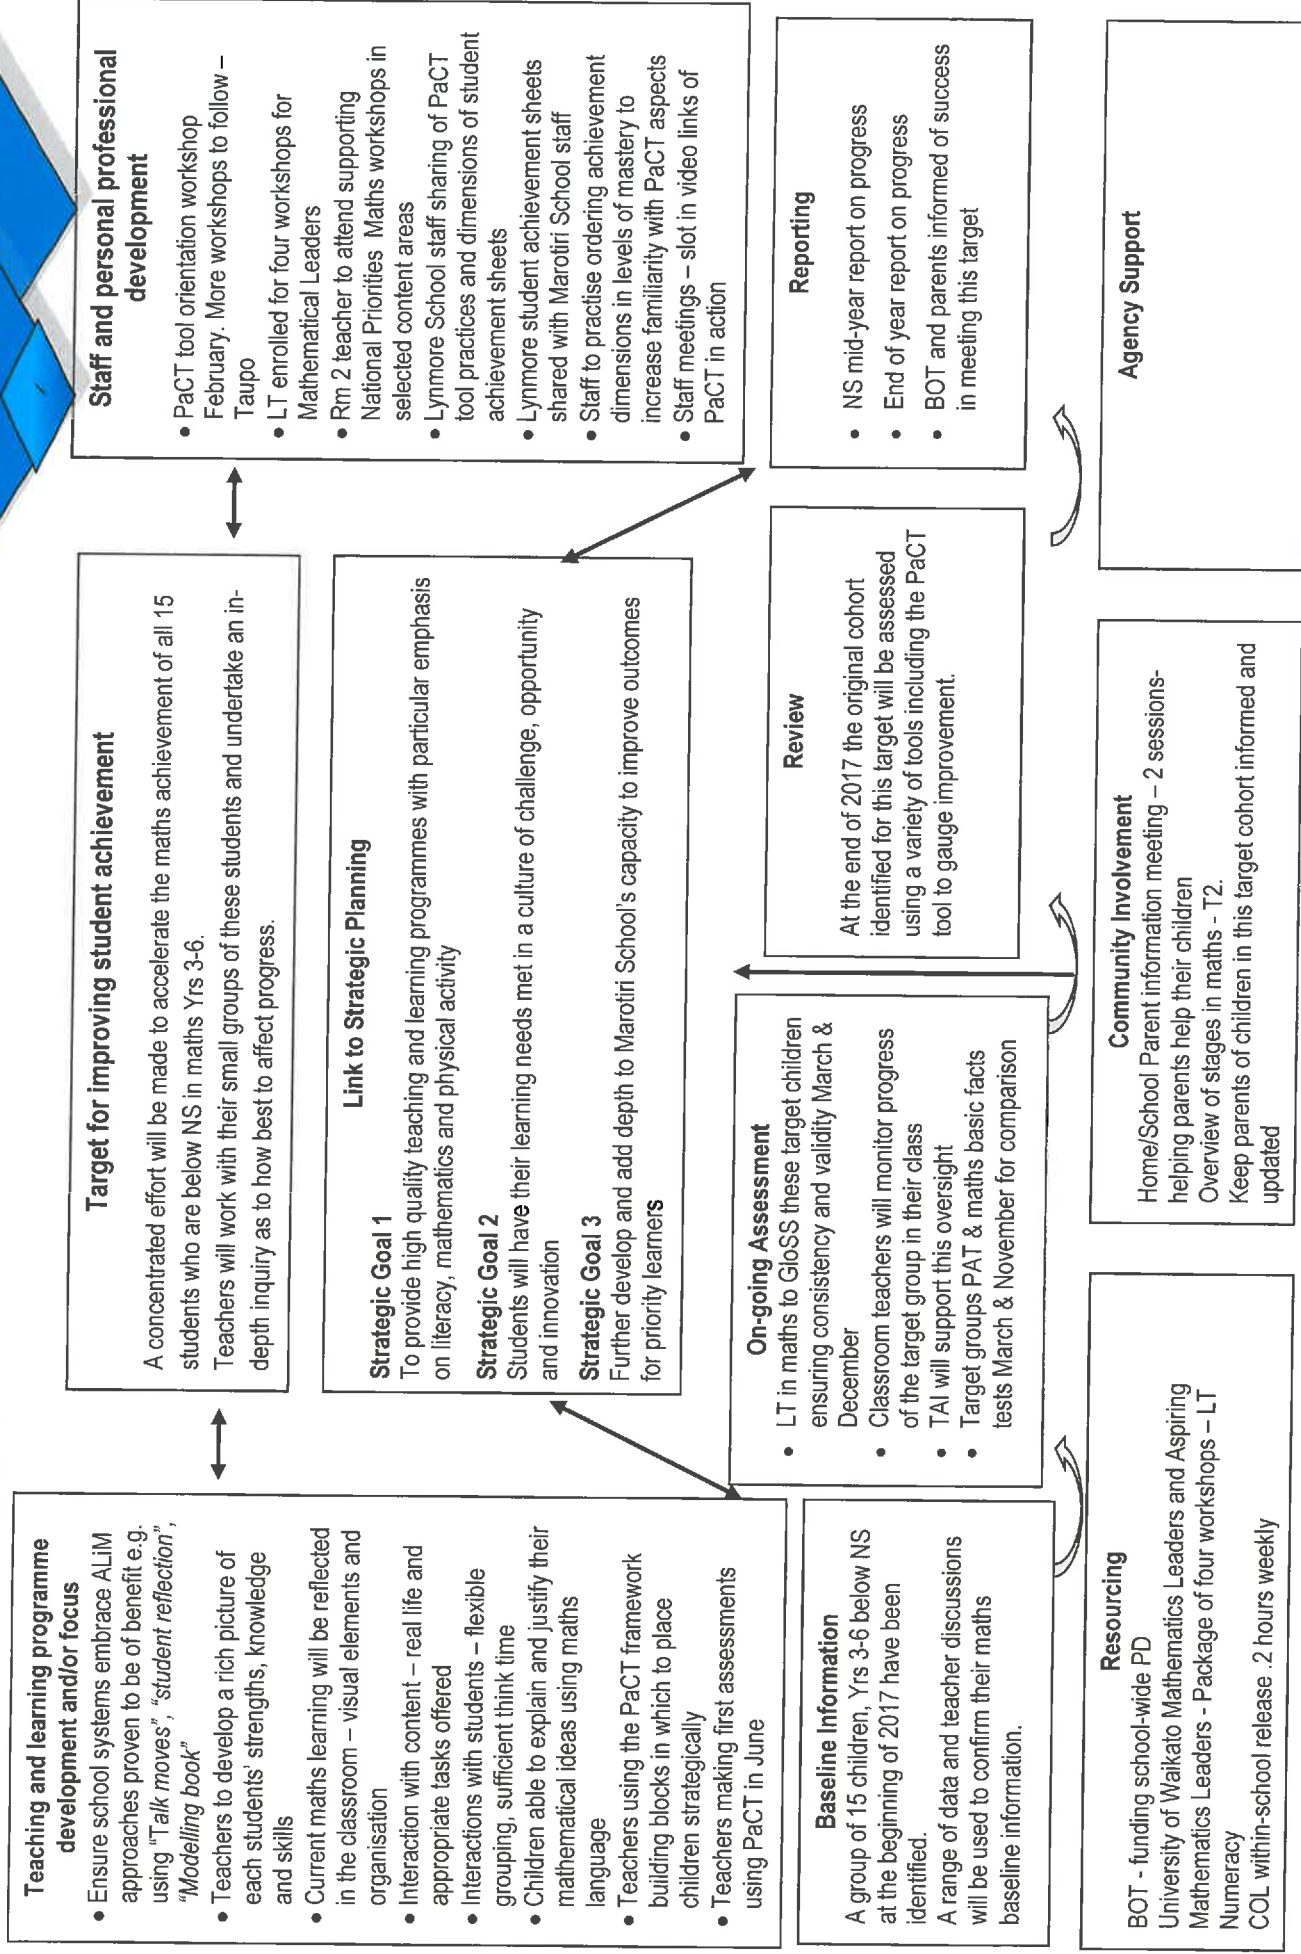 Teaching and learning programme
development and/or focus
• Ensure school systems embrace ALiM
approaches proven to be of benefit e.g.
using "Talk moves", "student reflection",
"Modelling book"
• Teachers to develop a rich picture of
each students' strengths, knowledge
and skills
• Current maths learning will be reflected
in the classroom – visual elements and
organisation
• Interaction with content – real life and
appropriate tasks offered
• Interactions with students – flexible
grouping, sufficient think time
• Children able to explain and justify their
mathematical ideas using maths
language
• Teachers using the PaCT framework
building blocks in which to place
children strategically
• Teachers making first assessments
using PaCT in June
Target for improving student achievement
A concentrated effort will be made to accelerate the maths achievement of all 15
students who are below NS in maths Yrs 3-6.
Teachers will work with their small groups of these students and undertake an in-
depth inquiry as to how best to affect progress.
Link to Strategic Planning
Strategic Goal 1
To provide high quality teaching and learning programmes with particular emphasis
on literacy, mathematics and physical activity
Strategic Goal 2
Students will have their learning needs met in a culture of challenge, opportunity
and innovation
Strategic Goal 3
Further develop and add depth to Marotiri School's capacity to improve outcomes
for priority learners
Staff and personal professional
development
• PaCT tool orientation workshop
February. More workshops to follow –
Taupo
• LT enrolled for four workshops for
Mathematical Leaders
• Rm 2 teacher to attend supporting
National Priorities Maths workshops in
selected content areas
• Lynmore School staff sharing of PaCT
tool practices and dimensions of student
achievement sheets
• Lynmore student achievement sheets
shared with Marotiri School staff
• Staff to practise ordering achievement
dimensions in levels of mastery to
increase familiarity with PaCT aspects
• Staff meetings – slot in video links of
PaCT in action
Baseline Information
A group of 15 children, Yrs 3-6 below NS
at the beginning of 2017 have been
identified.
A range of data and teacher discussions
will be used to confirm their maths
baseline information.
On-going Assessment
• LT in maths to GloSS these target children
ensuring consistency and validity March &
December
• Classroom teachers will monitor progress
of the target group in their class
• TAI will support this oversight
• Target groups PAT & maths basic facts
tests March & November for comparison
Review
At the end of 2017 the original cohort
identified for this target will be assessed
using a variety of tools including the PaCT
tool to gauge improvement.
Reporting
• NS mid-year report on progress
• End of year report on progress
• BOT and parents informed of success
in meeting this target
Resourcing
BOT - funding school-wide PD
University of Waikato Mathematics Leaders and Aspiring
Mathematics Leaders - Package of four workshops – LT
Numeracy
COL within-school release .2 hours weekly
Community Involvement
Home/School Parent information meeting – 2 sessions-
helping parents help their children
Overview of stages in maths - T2.
Keep parents of children in this target cohort informed and
updated
Agency Support